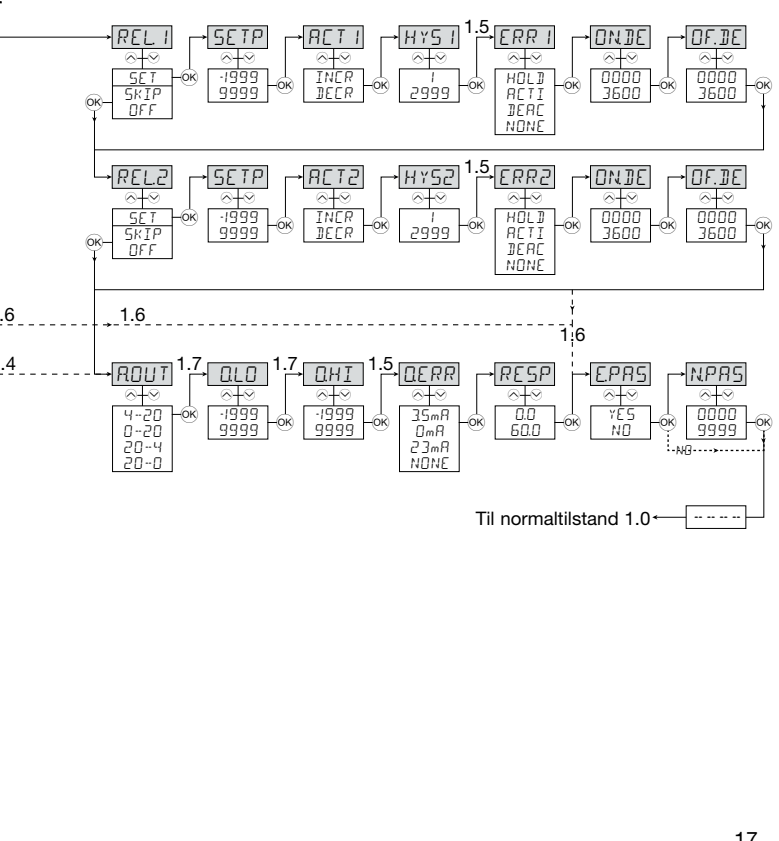 REL.1 SETP ACT1 HYS1 1.5 ERR1 ON.DE OF.DE
SET OK -1999 OK INCR OK 1 OK HOLD OK 0000 OK 0000 OK
SKIP 9999 DECR 2999 ACTI 3600 3600
OK OFF DEAC
NONE
REL.2 SETP ACT2 HYS2 1.5 ERR2 ON.DE OF.DE
SET OK -1999 OK INCR OK 1 OK HOLD OK 0000 OK 0000 OK
SKIP 9999 DECR 2999 ACTI 3600 3600
OK OFF DEAC
NONE
.6 1.6
1.6
.4
A.OUT 1.7 O.LO 1.7 O.HI 1.5 O.ERR RESP E.PAS N.PAS
4-20 OK -1999 OK -1999 OK 3.5mA OK 0.0 OK YES OK 0000 OK
0-20 9999 9999 0mA 60.0 NO 9999
20-4 23mA
20-0 NONE
NO
Til normaltilstand 1.0 -- -- -- --
17